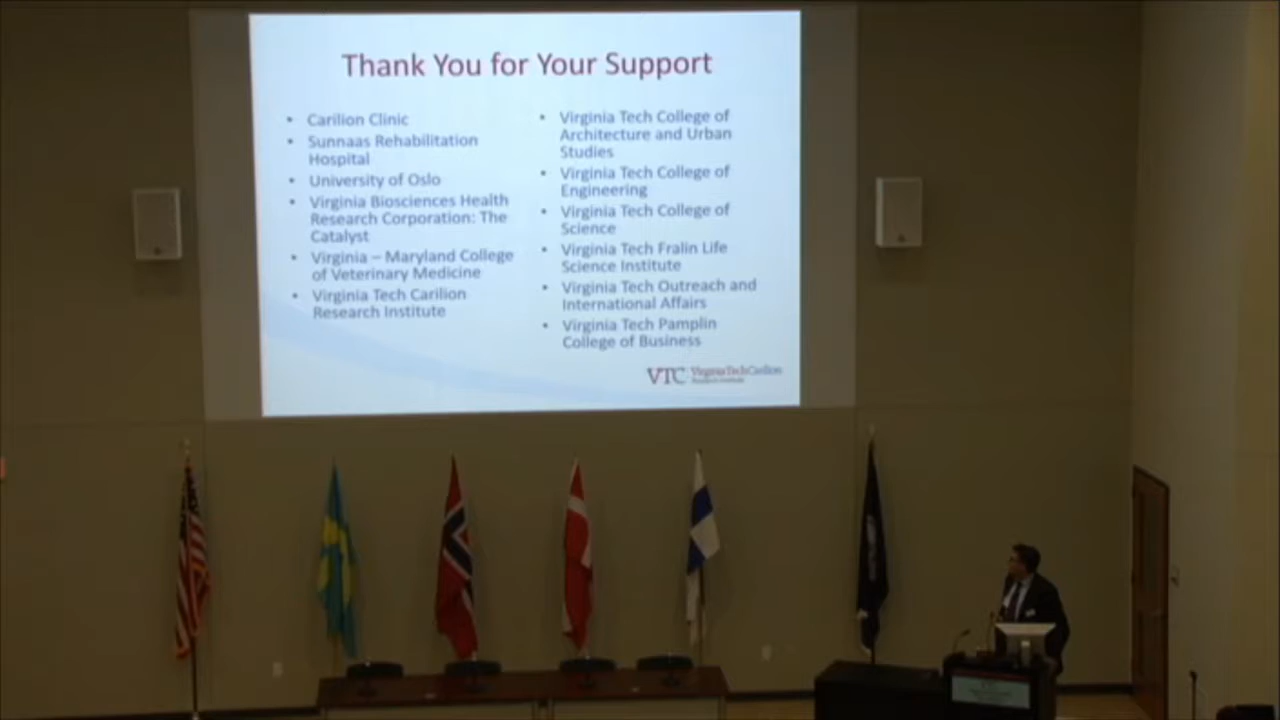 Thank You for Your Support
• Carilion Clinic
• Sunnaas Rehabilitation
Hospital
• University of Oslo
• Virginia Biosciences Health
Research Corporation: The
Catalyst
• Virginia – Maryland College
of Veterinary Medicine
• Virginia Tech Carilion
Research Institute
• Virginia Tech College of
Architecture and Urban
Studies
• Virginia Tech College of
Engineering
• Virginia Tech College of
Science
• Virginia Tech Fralin Life
Science Institute
• Virginia Tech Outreach and
International Affairs
• Virginia Tech Pamplin
College of Business
VTC VirginiaTechCarilion
Research Institute